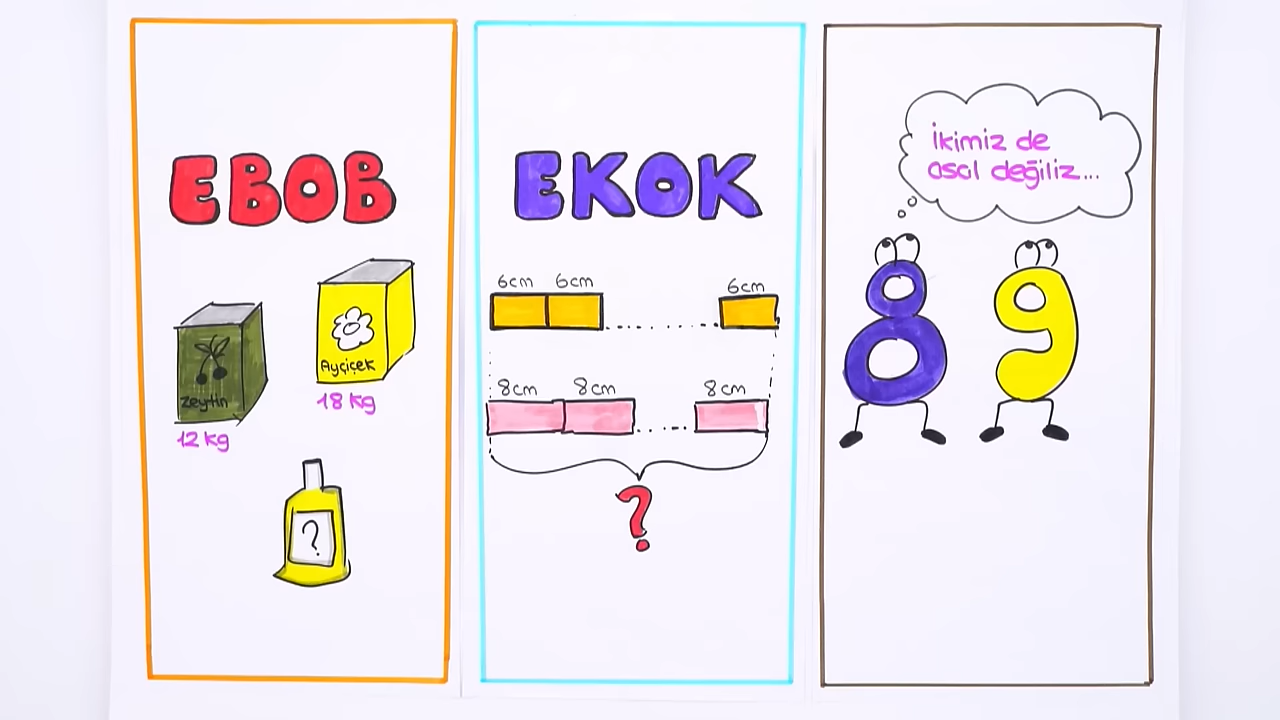 EBOB
Zeytin
12 kg
Ayçiçek
18 kg
?
EKOK
6cm 6cm 6cm
8cm 8cm 8cm
?
İkimiz de
asal değiliz...
8 9